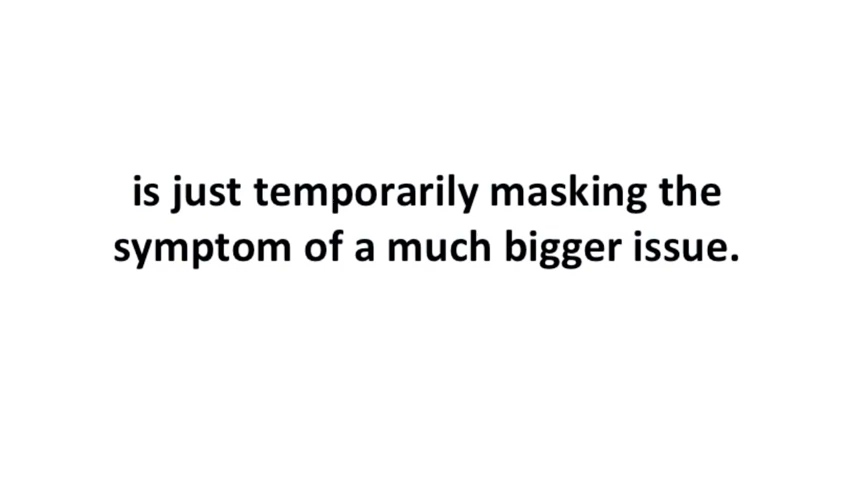 is just temporarily masking the
symptom of a much bigger issue.